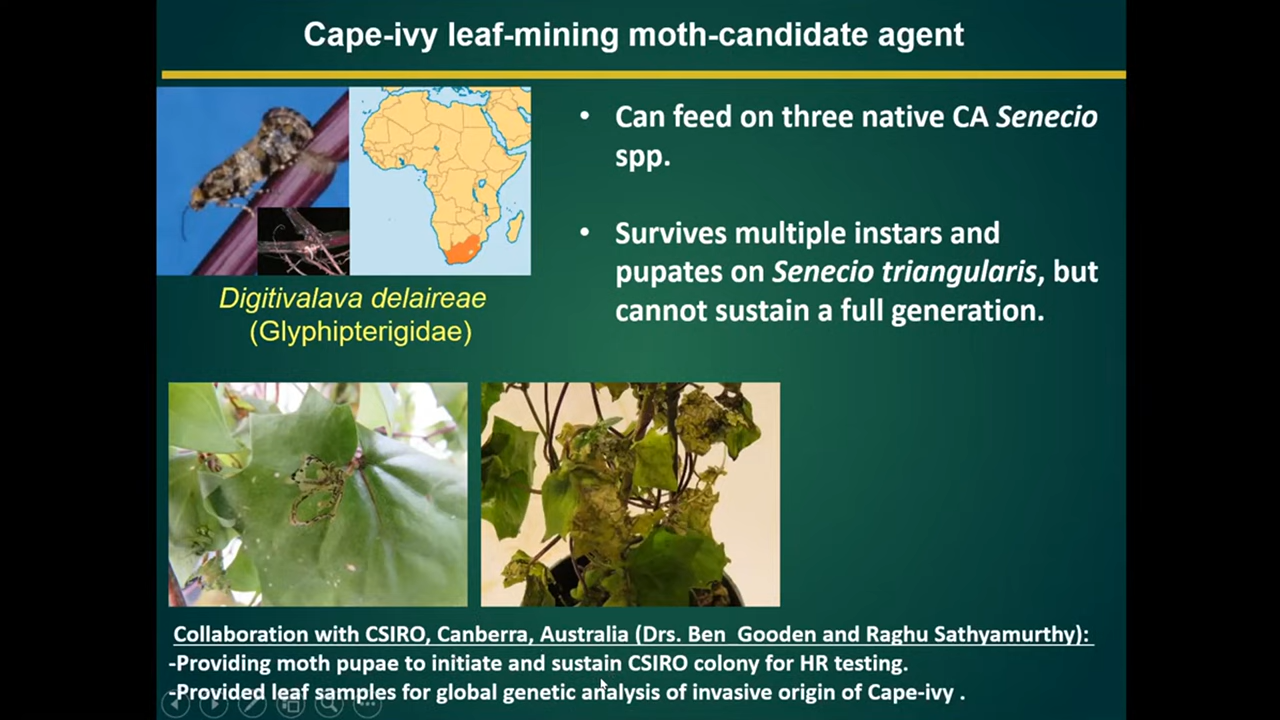 Cape-ivy leaf-mining moth-candidate agent
• Can feed on three native CA Senecio
spp.
• Survives multiple instars and
pupates on Senecio triangularis, but
cannot sustain a full generation.
Digitivalava delaireae
(Glyphipterigidae)
Collaboration with CSIRO, Canberra, Australia (Drs. Ben Gooden and Raghu Sathyamurthy):
-Providing moth pupae to initiate and sustain CSIRO colony for HR testing.
-Provided leaf samples for global genetic analysis of invasive origin of Cape-ivy .